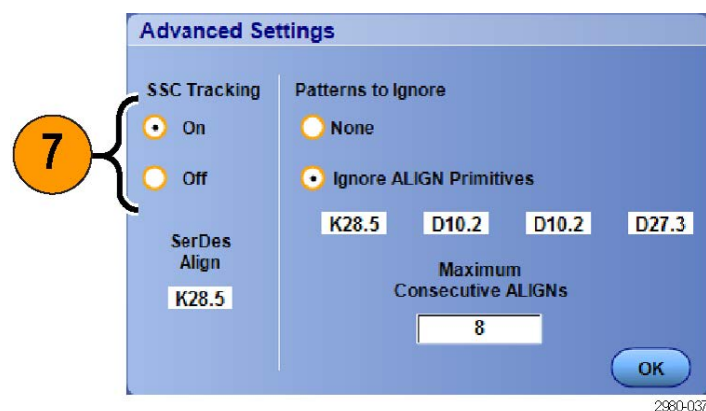 Advanced Settings
SSC Tracking
On
Off
SerDes
Align
K28.5
Patterns to Ignore
None
Ignore ALIGN Primitives
K28.5 D10.2 D10.2 D27.3
Maximum
Consecutive ALIGNs
8
OK
7
2980-037